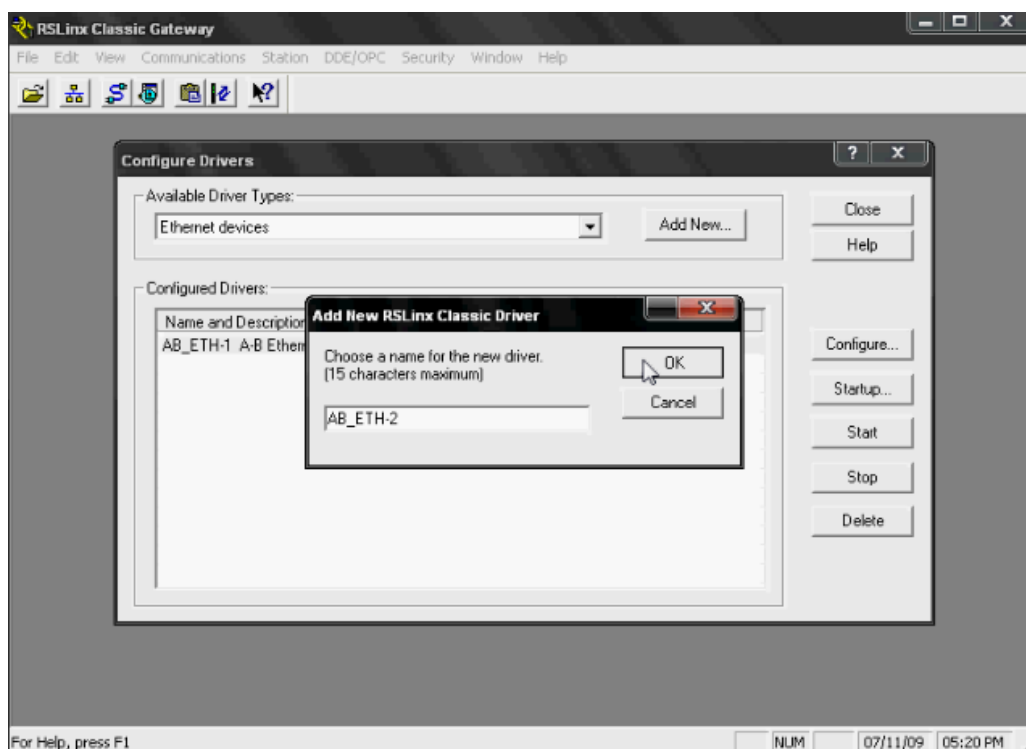 RSLinx Classic Gateway
File Edit View Communications Station DDE/OPC Security Window Help
Configure Drivers
Available Driver Types:
Ethernet devices
Add New...
Close
Help
Configured Drivers:
Name and Description
AB_ETH-1 A-B Ethern
Add New RSLinx Classic Driver
Choose a name for the new driver.
(15 characters maximum)
AB_ETH-2
OK
Cancel
Configure...
Startup...
Start
Stop
Delete
For Help, press F1
NUM
07/11/09
05:20 PM